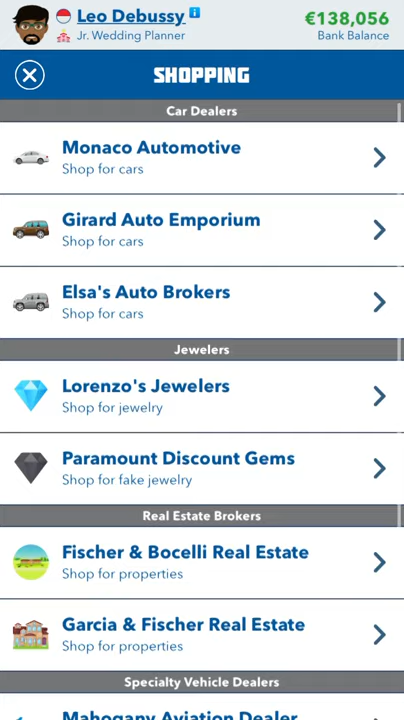 Leo Debussy
€138,056
Jr. Wedding Planner
Bank Balance
SHOPPING
Car Dealers
Monaco Automotive
Shop for cars
Girard Auto Emporium
Shop for cars
Elsa's Auto Brokers
Shop for cars
Jewelers
Lorenzo's Jewelers
Shop for jewelry
Paramount Discount Gems
Shop for fake jewelry
Real Estate Brokers
Fischer & Bocelli Real Estate
Shop for properties
Garcia & Fischer Real Estate
Shop for properties
Specialty Vehicle Dealers
Mahogany Aviation Dealer